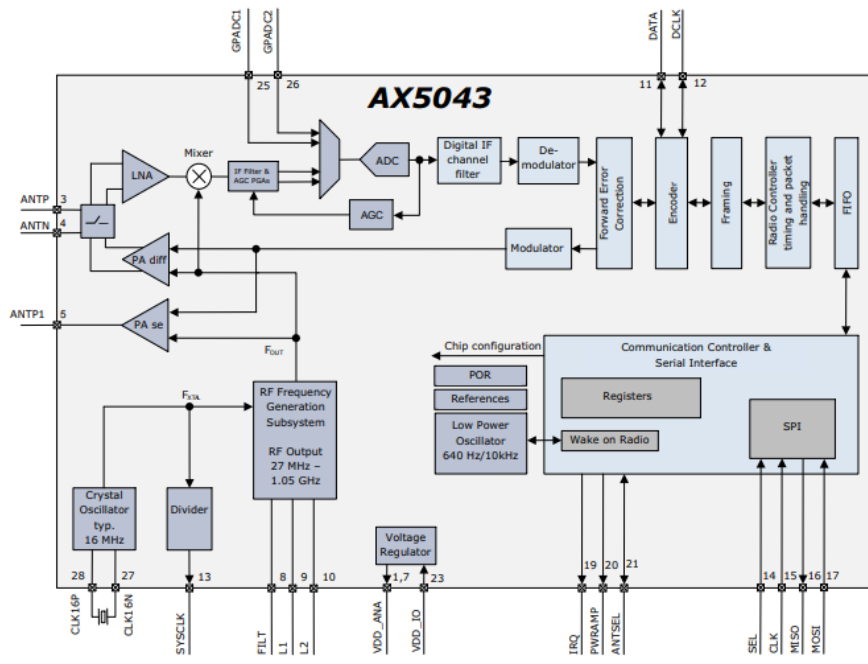 GPADC1
GPADC2
DATA
DCLK
25
26
11
12
AX5043
Mixer
LNA
IF Filter &
AGC PGAs
ADC
AGC
Digital IF
channel
filter
De-
modulator
Forward Error
Correction
Encoder
Framing
Radio Controller
timing and packet
handling
FIFO
ANTP
3
ANTN
4
PA diff
Modulator
ANTP1
5
PA se
FOUT
Chip configuration
Communication Controller &
Serial Interface
POR
References
Low Power
Oscillator
640 Hz/10kHz
Registers
Wake on Radio
SPI
FXTAL
RF Frequency
Generation
Subsystem
RF Output
27 MHz –
1.05 GHz
Crystal
Oscillator
typ.
16 MHz
Divider
Voltage
Regulator
28
27
13
8
9
10
1,7
23
19
20
21
14
15
16
17
CLK16P
CLK16N
SYSCLK
FILT
L1
L2
VDD_ANA
VDD_IO
IRQ
PWRAMP
ANTSEL
SEL
CLK
MISO
MOSI